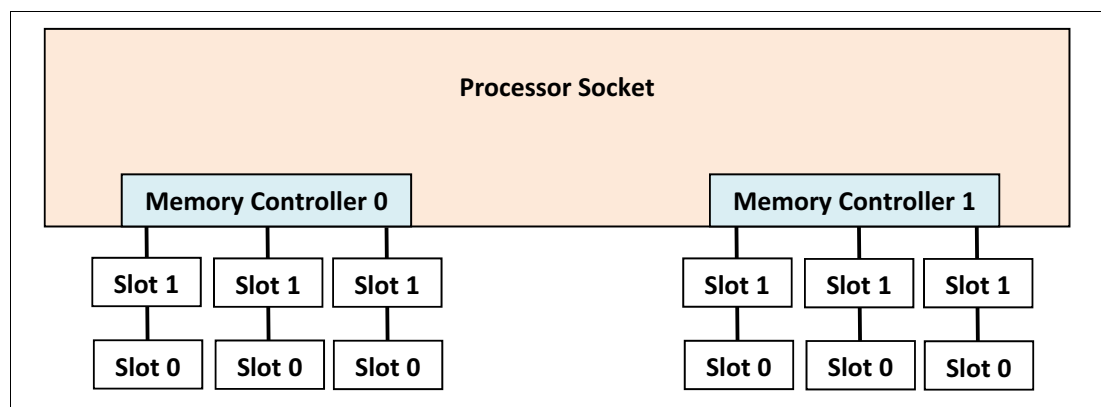 Processor Socket
Memory Controller 0 Memory Controller 1
Slot 1 Slot 1 Slot 1 Slot 1 Slot 1 Slot 1
Slot 0 Slot 0 Slot 0 Slot 0 Slot 0 Slot 0